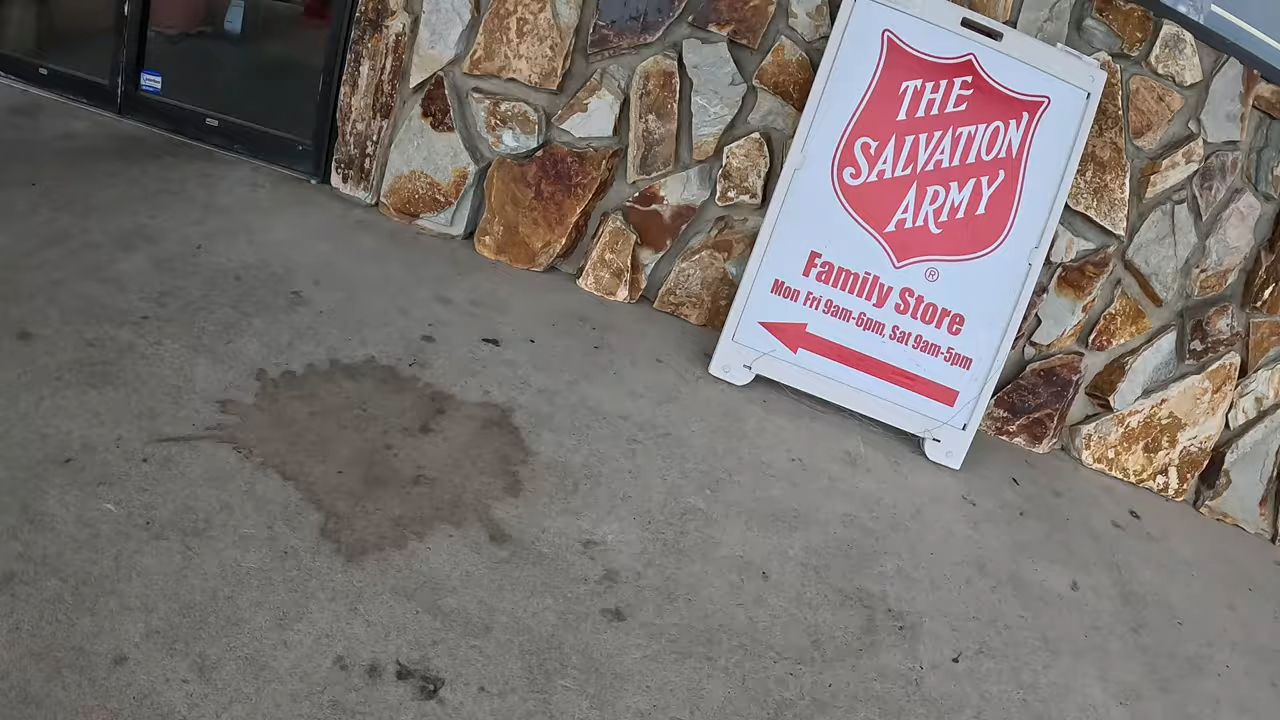 THE
SALVATION
ARMY
®
Family Store
Mon Fri 9am-6pm, Sat 9am-5pm